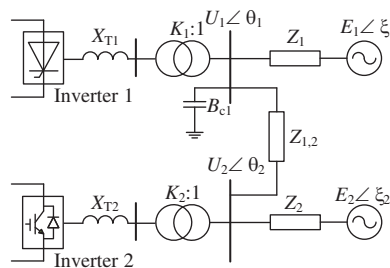 X_T1
K_1:1
U_1∠ θ_1
Z_1
E_1∠ ξ
Inverter 1
B_c1
Z_1,2
X_T2
K_2:1
U_2∠ θ_2
Z_2
E_2∠ ξ_2
Inverter 2